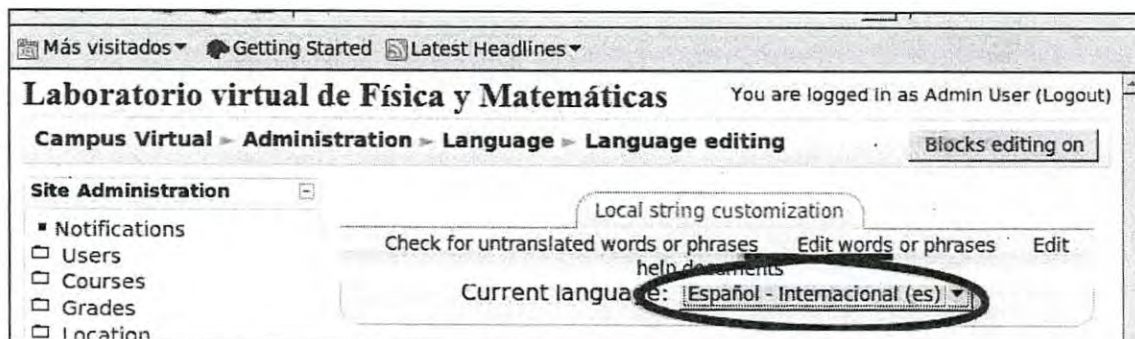 Más visitados Getting Started Latest Headlines
Laboratorio virtual de Física y Matemáticas You are logged in as Admin User (Logout)
Campus Virtual ► Administration ► Language ► Language editing Blocks editing on
Site Administration
Notifications
Users
Courses
Grades
Location
Local string customization
Check for untranslated words or phrases Edit words or phrases Edit
help documents
Current language: Español - Internacional (es)